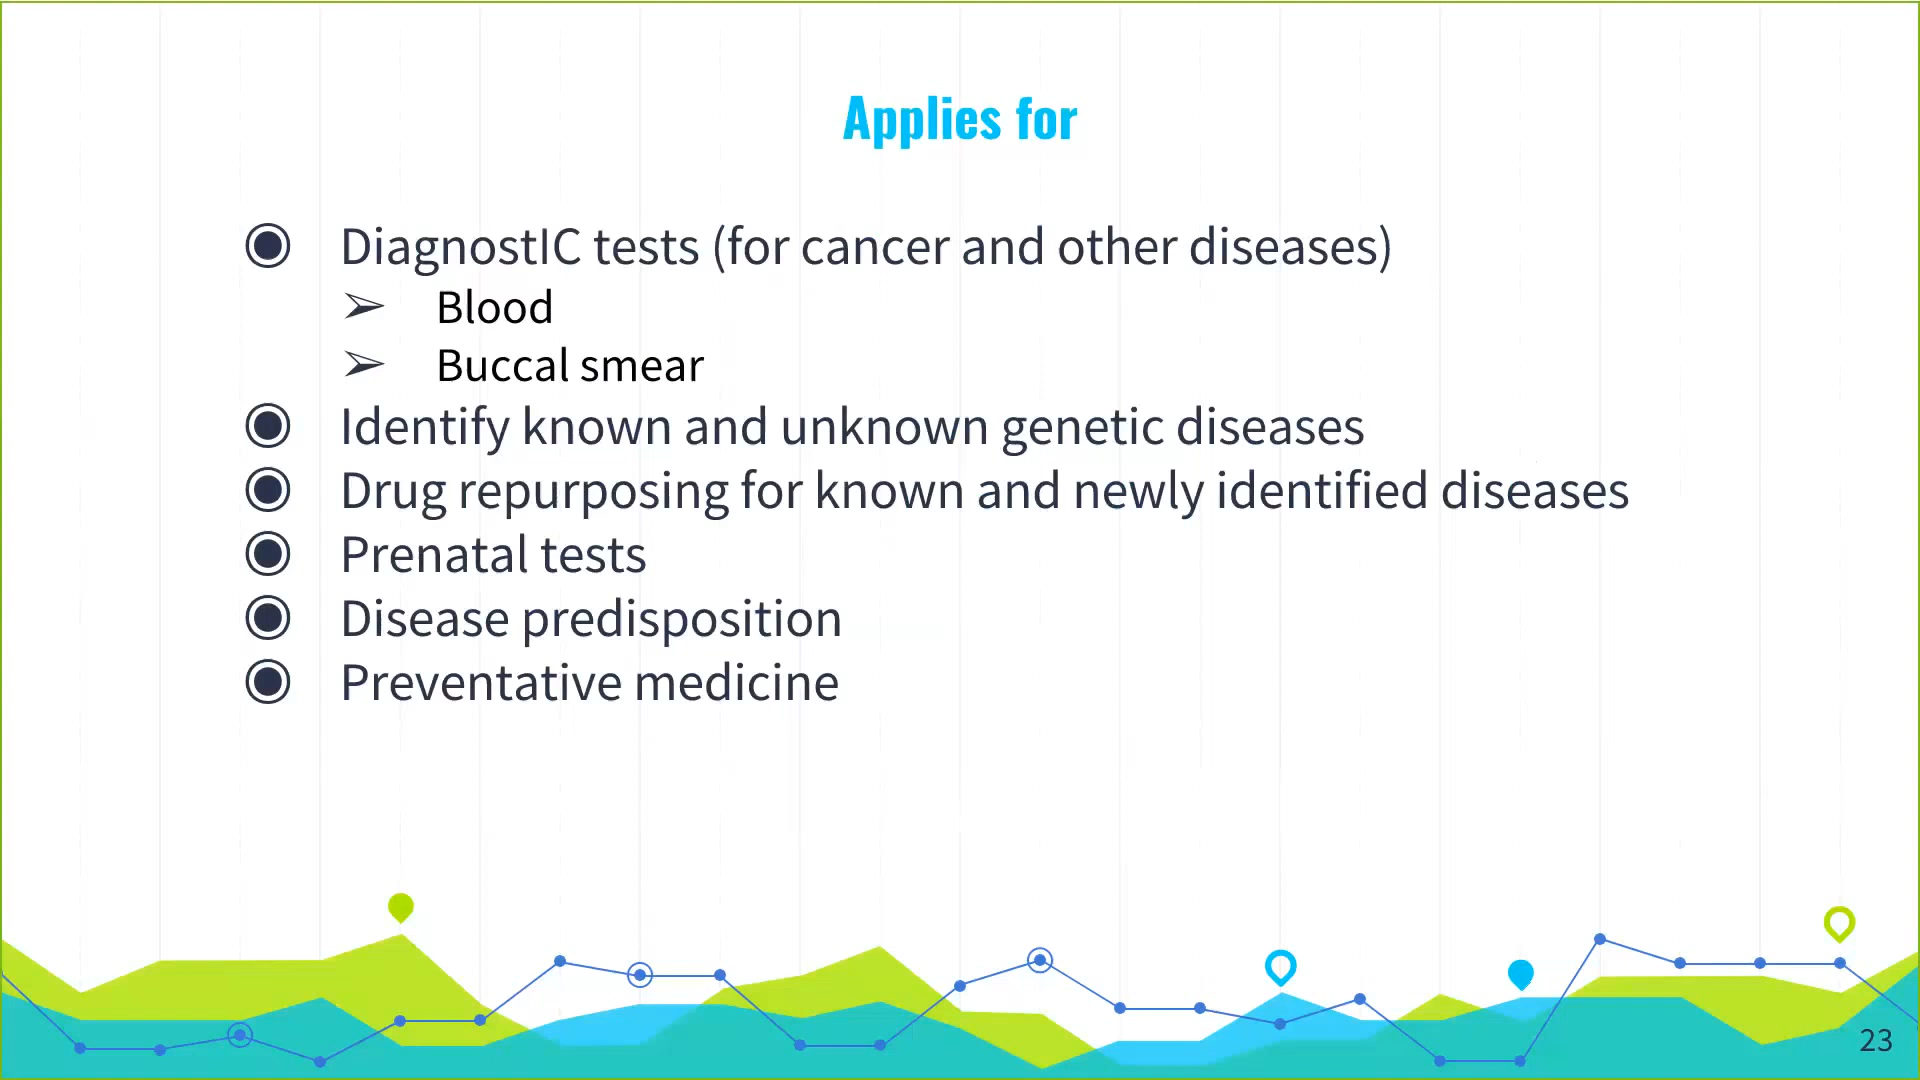 Applies for
DiagnostIC tests (for cancer and other diseases)
Blood
Buccal smear
Identify known and unknown genetic diseases
Drug repurposing for known and newly identified diseases
Prenatal tests
Disease predisposition
Preventative medicine
23